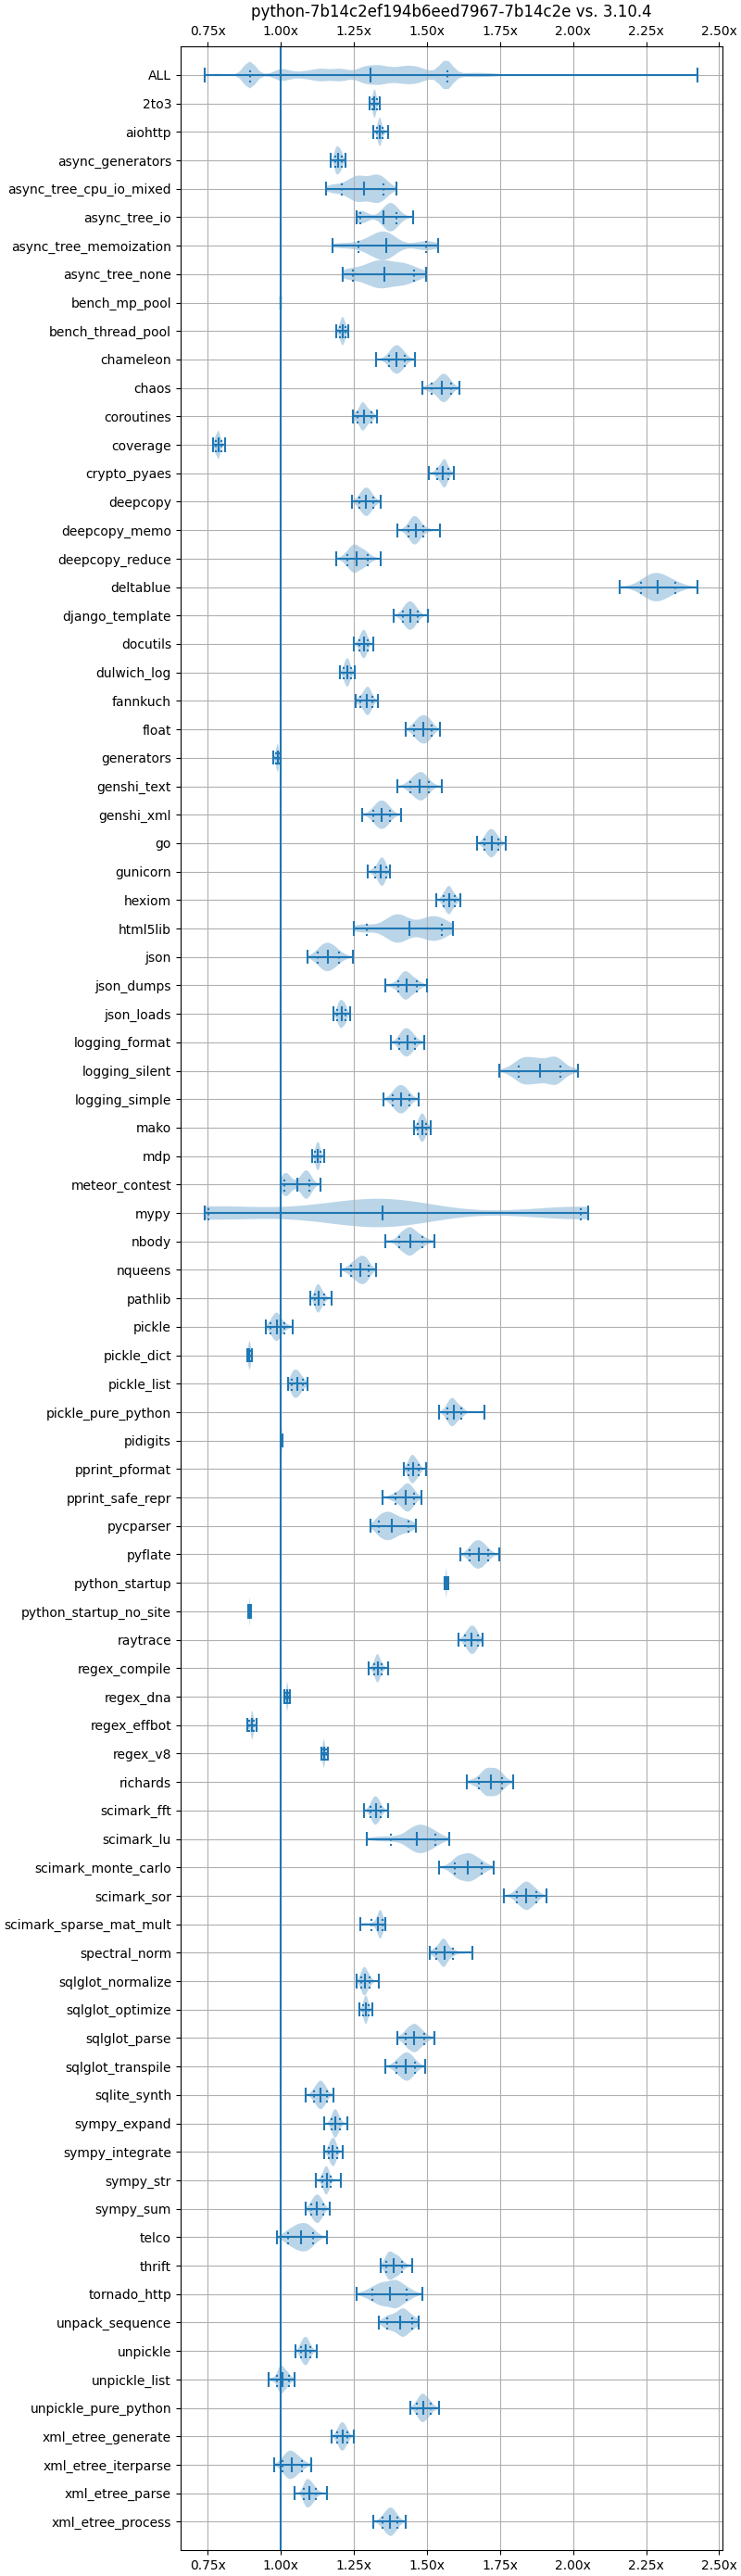 python-7b14c2ef194b6eed7967-7b14c2e vs. 3.10.4
0.75x 1.00x 1.25x 1.50x 1.75x 2.00x 2.25x 2.50x
ALL
2to3
aiohttp
async_generators
async_tree_cpu_io_mixed
async_tree_io
async_tree_memoization
async_tree_none
bench_mp_pool
bench_thread_pool
chameleon
chaos
coroutines
coverage
crypto_pyaes
deepcopy
deepcopy_memo
deepcopy_reduce
deltablue
django_template
docutils
dulwich_log
fannkuch
float
generators
genshi_text
genshi_xml
go
gunicorn
hexiom
html5lib
json
json_dumps
json_loads
logging_format
logging_silent
logging_simple
mako
mdp
meteor_contest
mypy
nbody
nqueens
pathlib
pickle
pickle_dict
pickle_list
pickle_pure_python
pidigits
pprint_pformat
pprint_safe_repr
pycparser
pyflate
python_startup
python_startup_no_site
raytrace
regex_compile
regex_dna
regex_effbot
regex_v8
richards
scimark_fft
scimark_lu
scimark_monte_carlo
scimark_sor
scimark_sparse_mat_mult
spectral_norm
sqlglot_normalize
sqlglot_optimize
sqlglot_parse
sqlglot_transpile
sqlite_synth
sympy_expand
sympy_integrate
sympy_str
sympy_sum
telco
thrift
tornado_http
unpack_sequence
unpickle
unpickle_list
unpickle_pure_python
xml_etree_generate
xml_etree_iterparse
xml_etree_parse
xml_etree_process
0.75x 1.00x 1.25x 1.50x 1.75x 2.00x 2.25x 2.50x